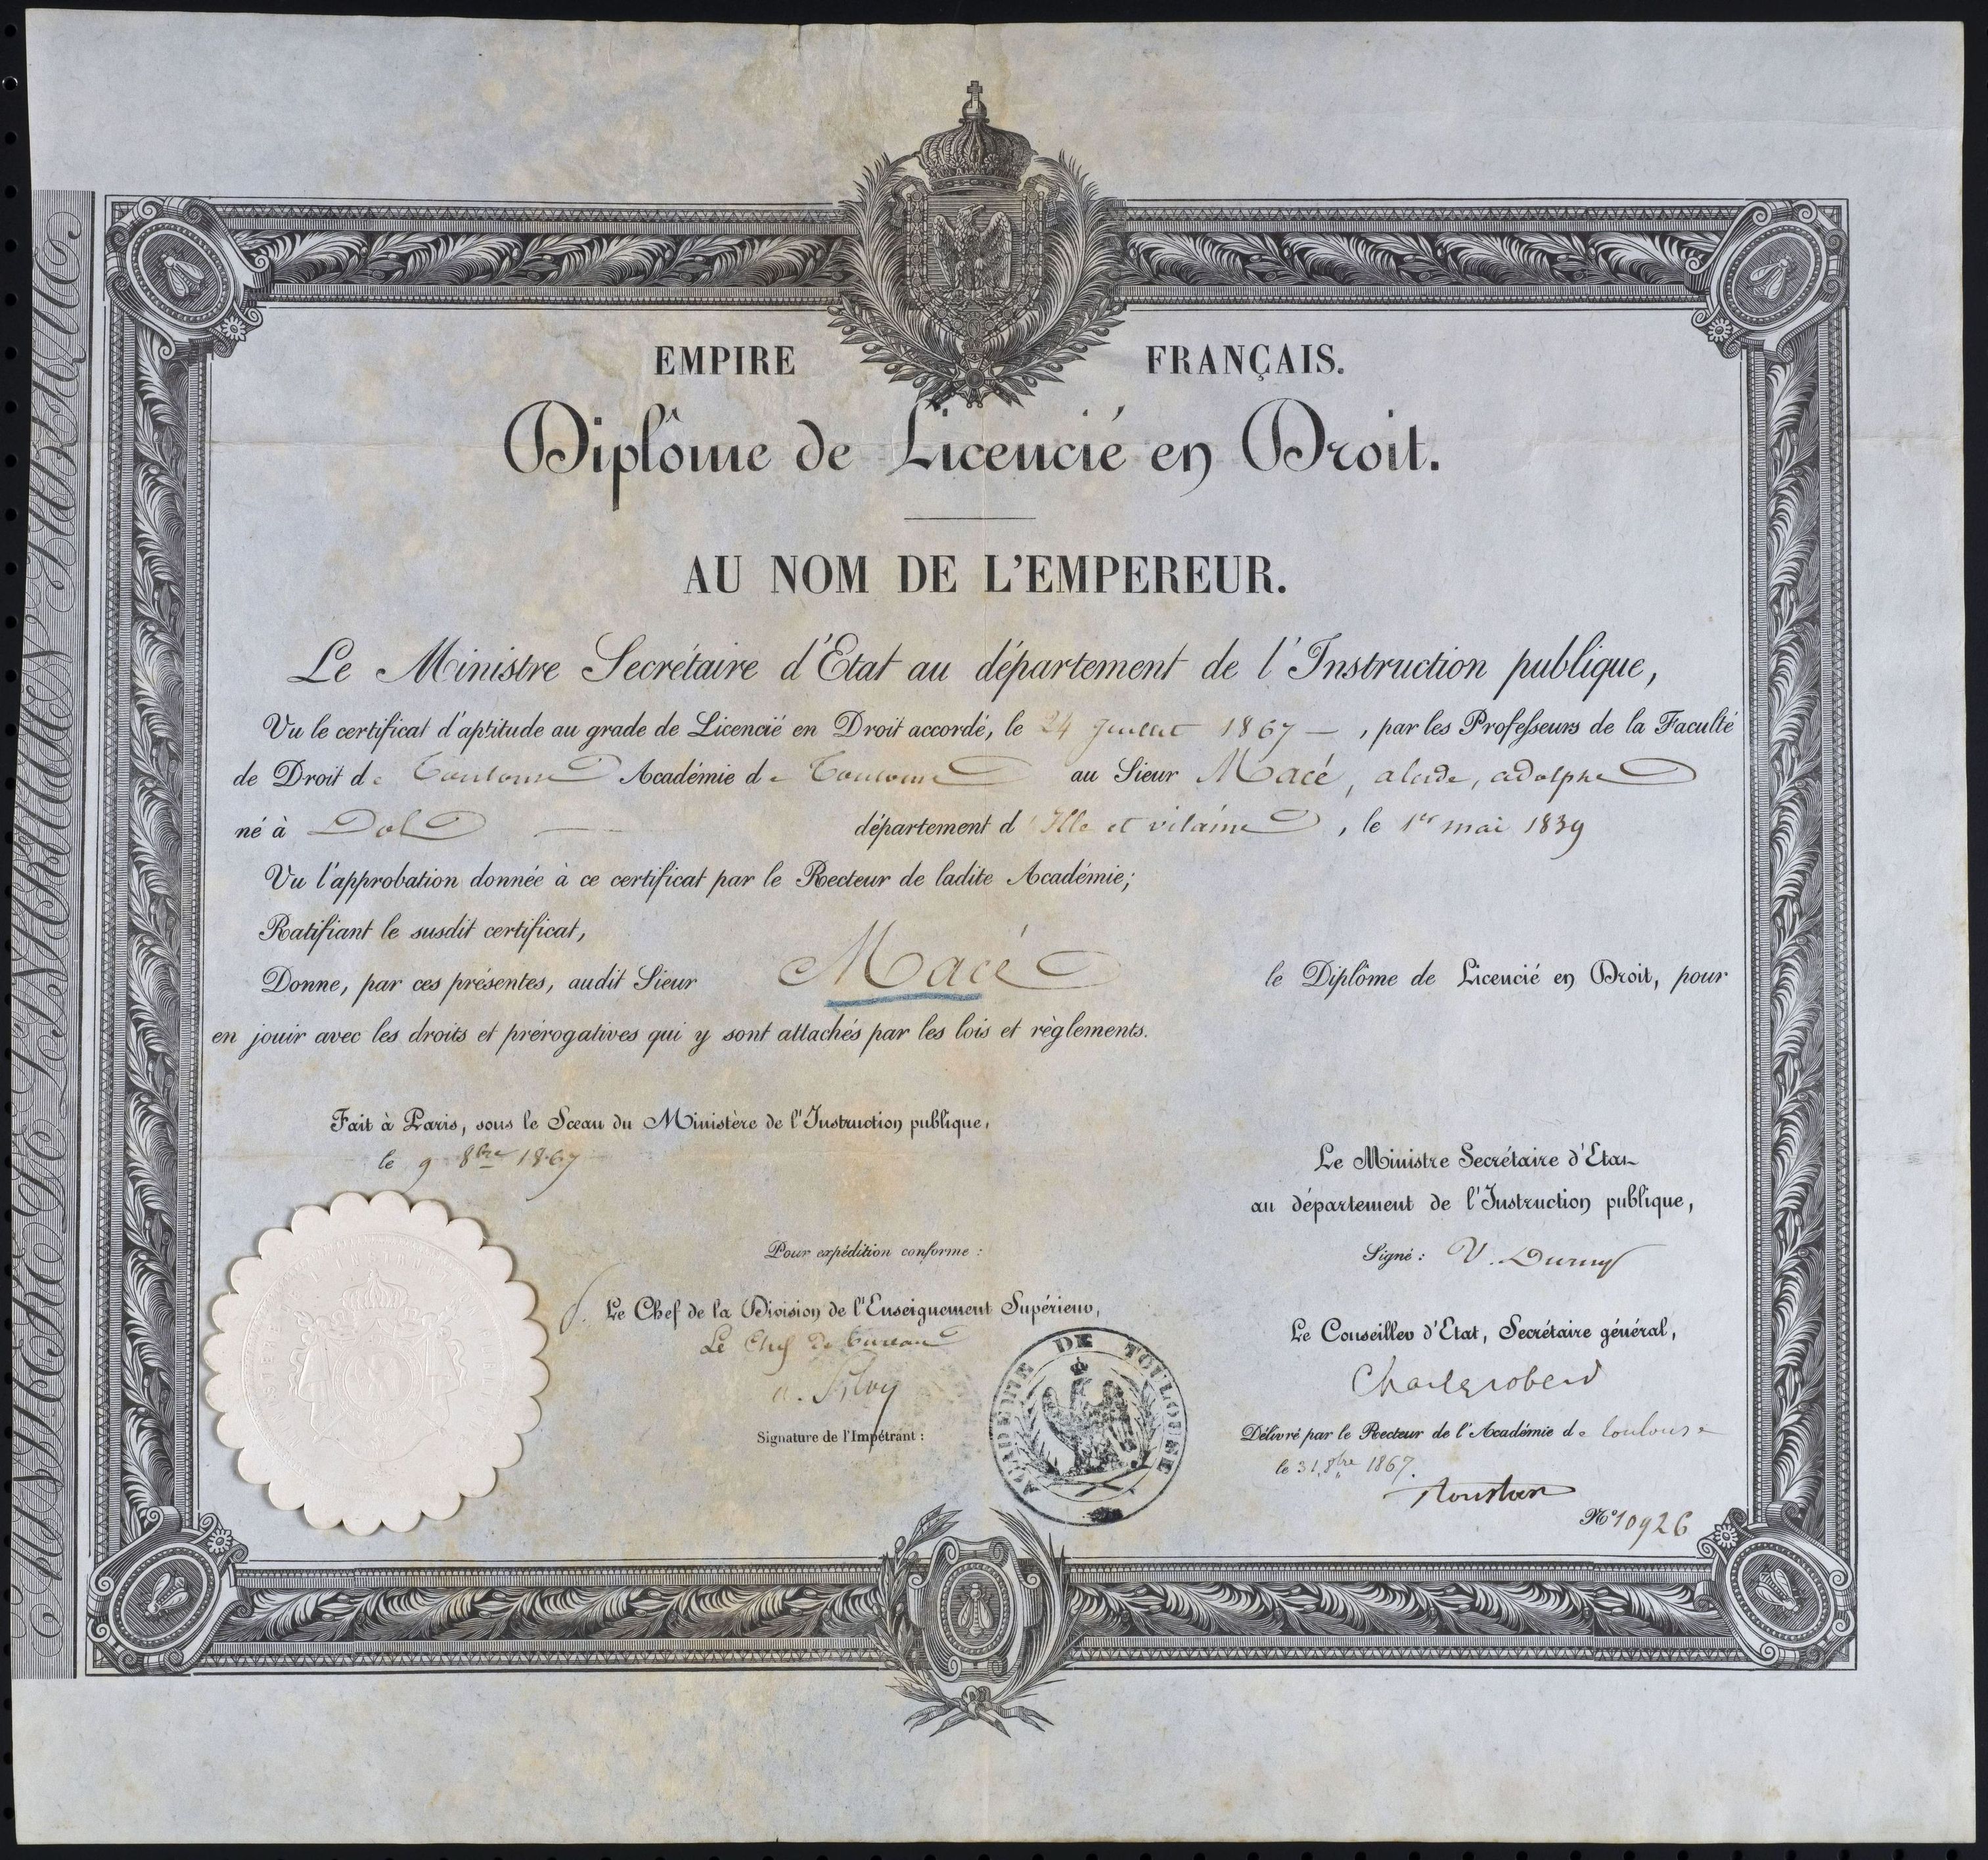 EMPIRE FRANÇAIS.
Diplôme de Licencié en Droit.
AU NOM DE L'EMPEREUR.
Le Ministre Secrétaire d'Etat au département de l'Instruction publique,
Vu le certificat d'aptitude au grade de Licencié en Droit accordé, le 24 Juillet 1867 — , par les Professeurs de la Faculté
de Droit de Toulouse Académie de Toulouse au Sieur Macé, alcide, adolphe
né à Dol — département d'Ille et vilaine , le 1er mai 1839
Vu l'approbation donnée à ce certificat par le Recteur de ladite Académie;
Ratifiant le susdit certificat,
Donne, par ces présentes, audit Sieur Macé le Diplôme de Licencié en Droit, pour
en jouir avec les droits et prérogatives qui y sont attachés par les lois et règlements.
Fait à Paris, sous le Sceau du Ministère de l'Instruction publique,
le 9 8bre 1867
Le Ministre Secrétaire d'Etat
au département de l'Instruction publique,
Signé : V. Duruy
Pour expédition conforme :
Le Chef de la Division de l'Enseignement Supérieur,
Le Chef de bureau
Signature de l'Impétrant :
ACADÉMIE DE TOULOUSE
Le Conseiller d'Etat, Secrétaire général,
Charles robert
Délivré par le Recteur de l'Académie de Toulouse
le 31, 8bre 1867.
Roustan
No 10926